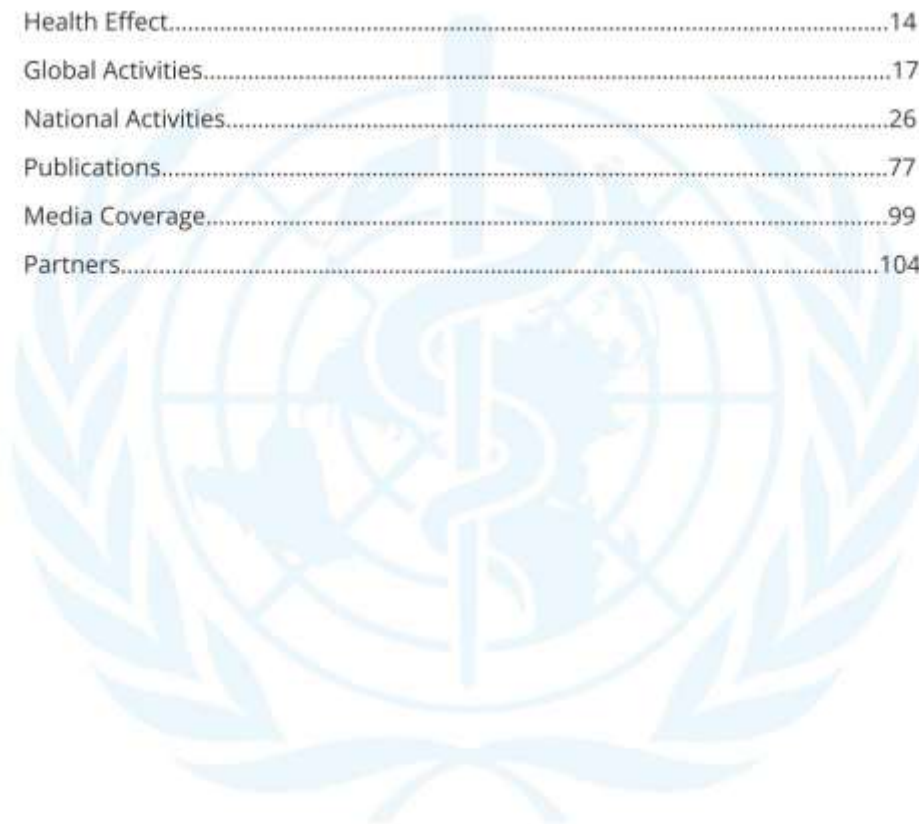 Health Effect..............................................................................................................................14
Global Activities.........................................................................................................................17
National Activities.....................................................................................................................26
Publications...............................................................................................................................77
Media Coverage........................................................................................................................99
Partners....................................................................................................................................104